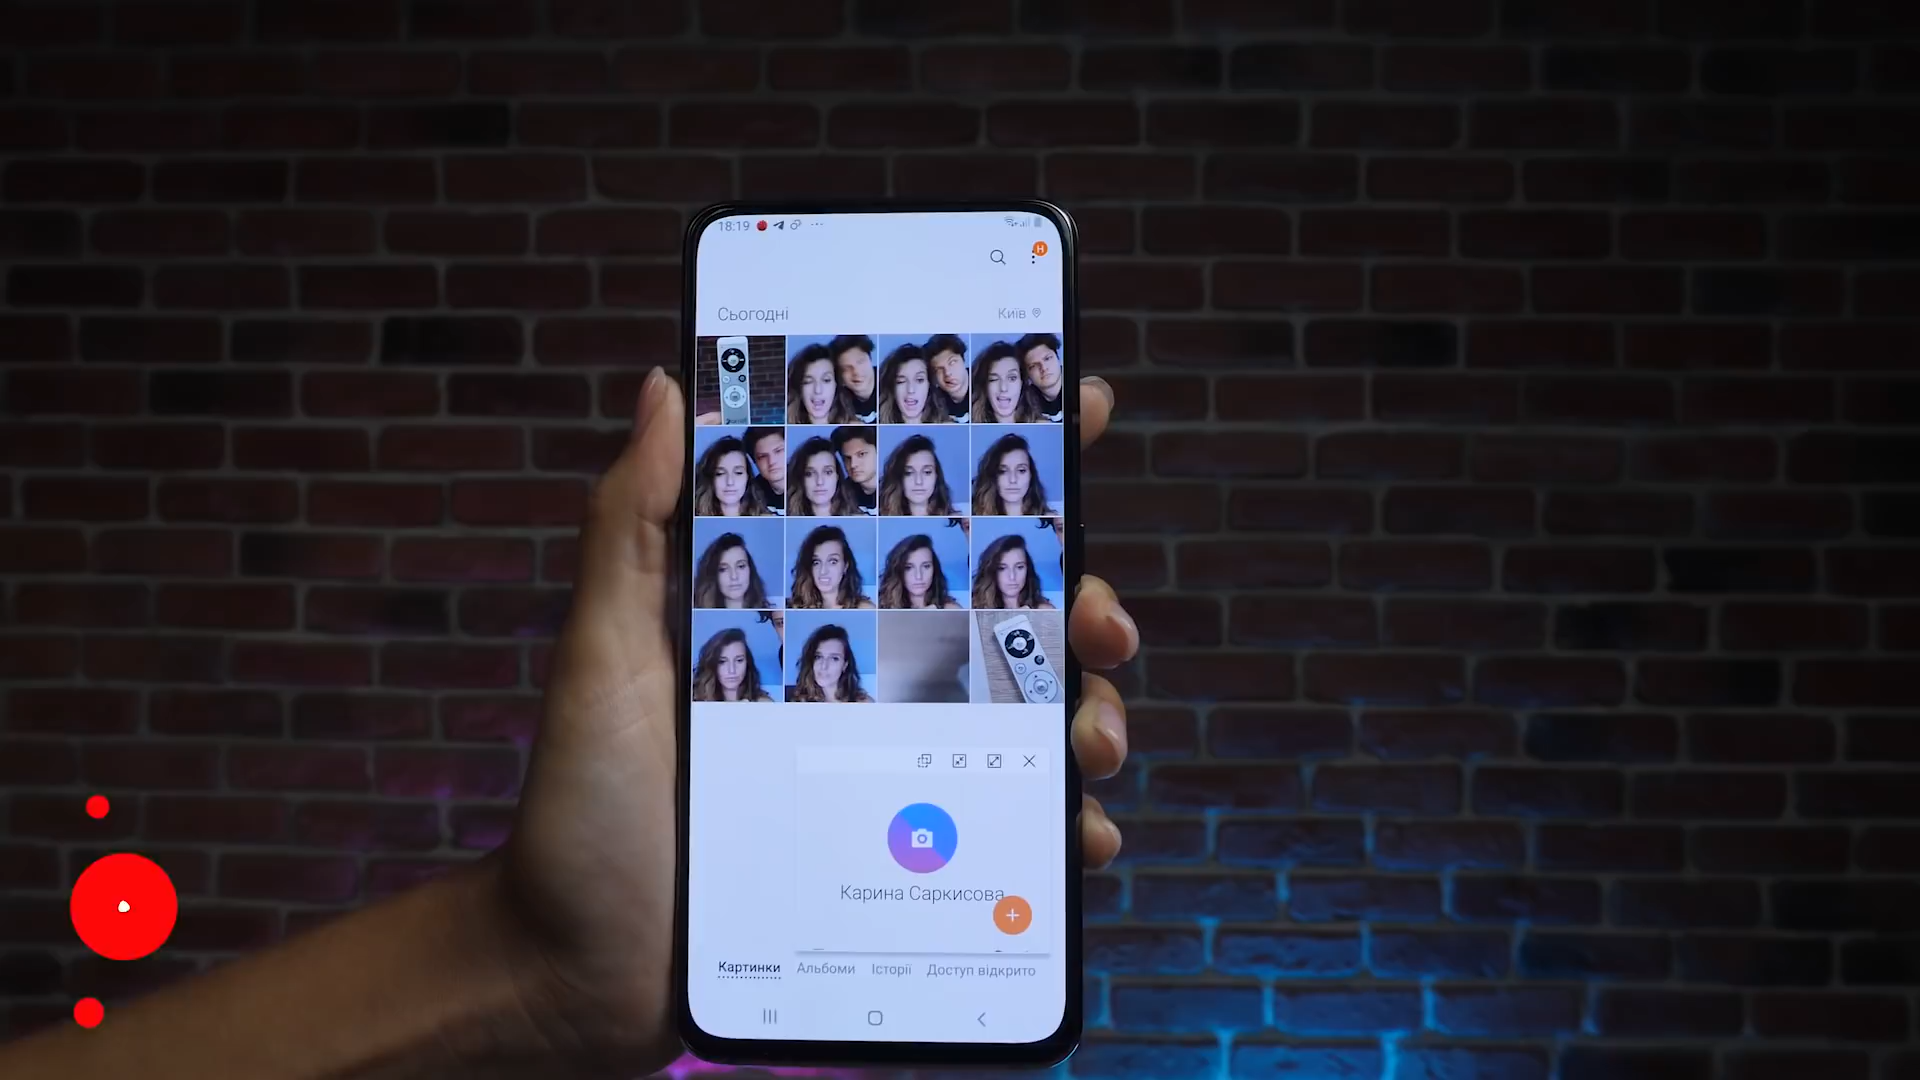 18:19
H
Сьогодні
Київ
Карина Саркисова
Картинки Альбоми Історії Доступ відкрито